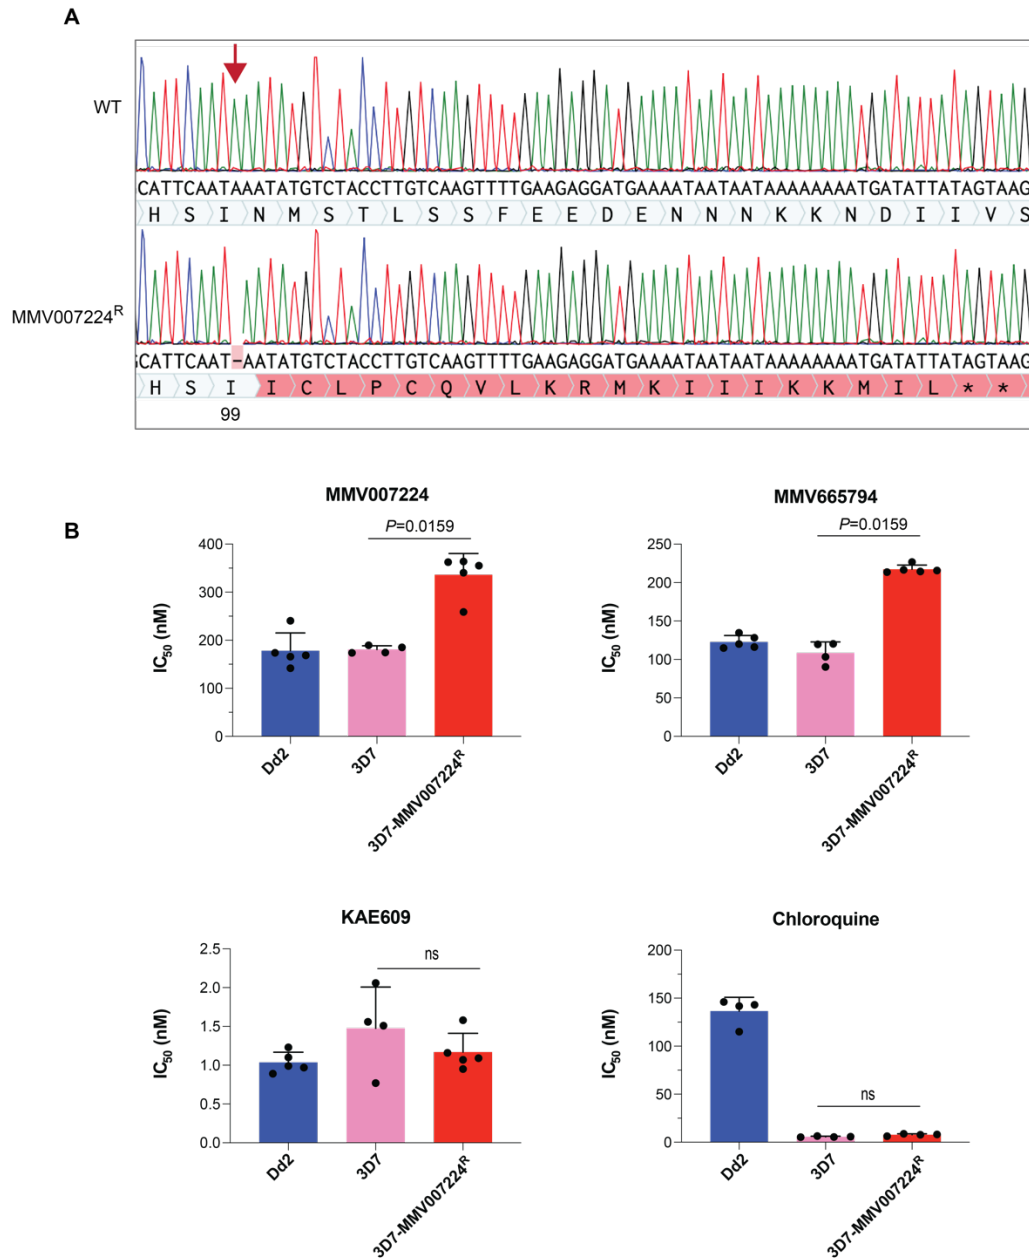 A
WT
CATTCAATAAATATGTCTACCTTGTCAAGTTTTGAAGAGGATGAAAATAATAATAAAAAAAATGATATTATAGTAAG
H S I N M S T L S S F E E D E N N N K K N D I I V S
MMV007224R
GCATTCAAT-AATATGTCTACCTTGTCAAGTTTTGAAGAGGATGAAAATAATAATAAAAAAAATGATATTATAGTAAG
H S I I C L P C Q V L K R M K I I I K K M I L * *
99
B
MMV007224
P=0.0159
IC50 (nM)
400
300
200
100
0
Dd2
3D7
3D7-MMV007224R
MMV665794
P=0.0159
IC50 (nM)
250
200
150
100
50
0
Dd2
3D7
3D7-MMV007224R
KAE609
ns
IC50 (nM)
2.5
2.0
1.5
1.0
0.5
0.0
Dd2
3D7
3D7-MMV007224R
Chloroquine
ns
IC50 (nM)
200
150
100
50
0
Dd2
3D7
3D7-MMV007224R